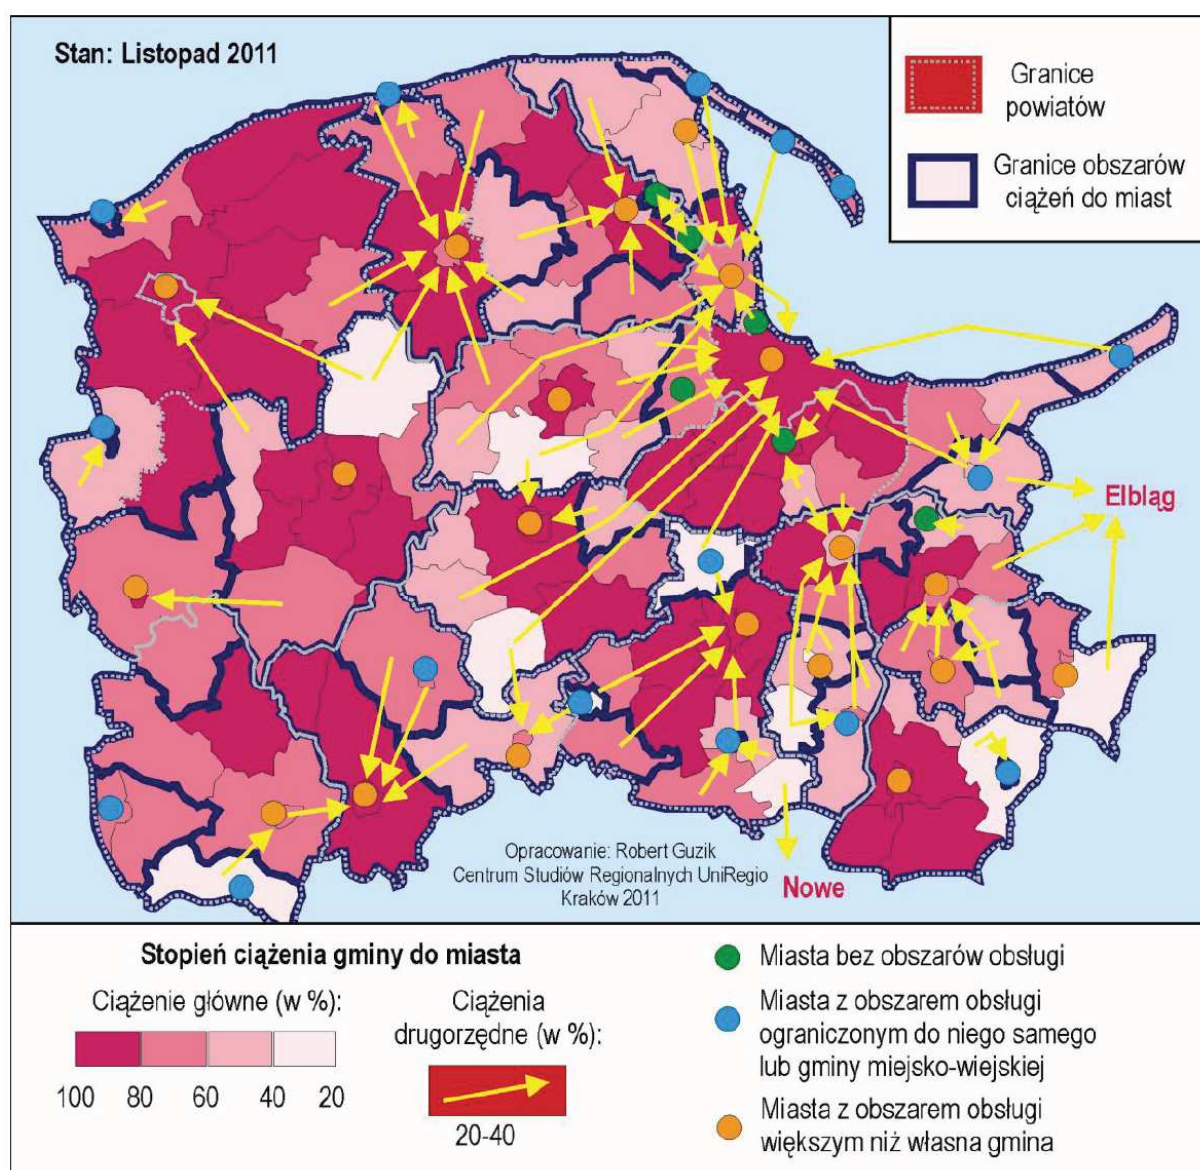 Stan: Listopad 2011
Granice
powiatów
Granice obszarów
ciążeń do miast
Elbląg
Opracowanie: Robert Guzik
Centrum Studiów Regionalnych UniRegio
Kraków 2011
Nowe
Stopień ciążenia gminy do miasta
Ciążenie główne (w %):
100 80 60 40 20
Ciążenia
drugorzędne (w %):
20-40
Miasta bez obszarów obsługi
Miasta z obszarem obsługi
ograniczonym do niego samego
lub gminy miejsko-wiejskiej
Miasta z obszarem obsługi
większym niż własna gmina